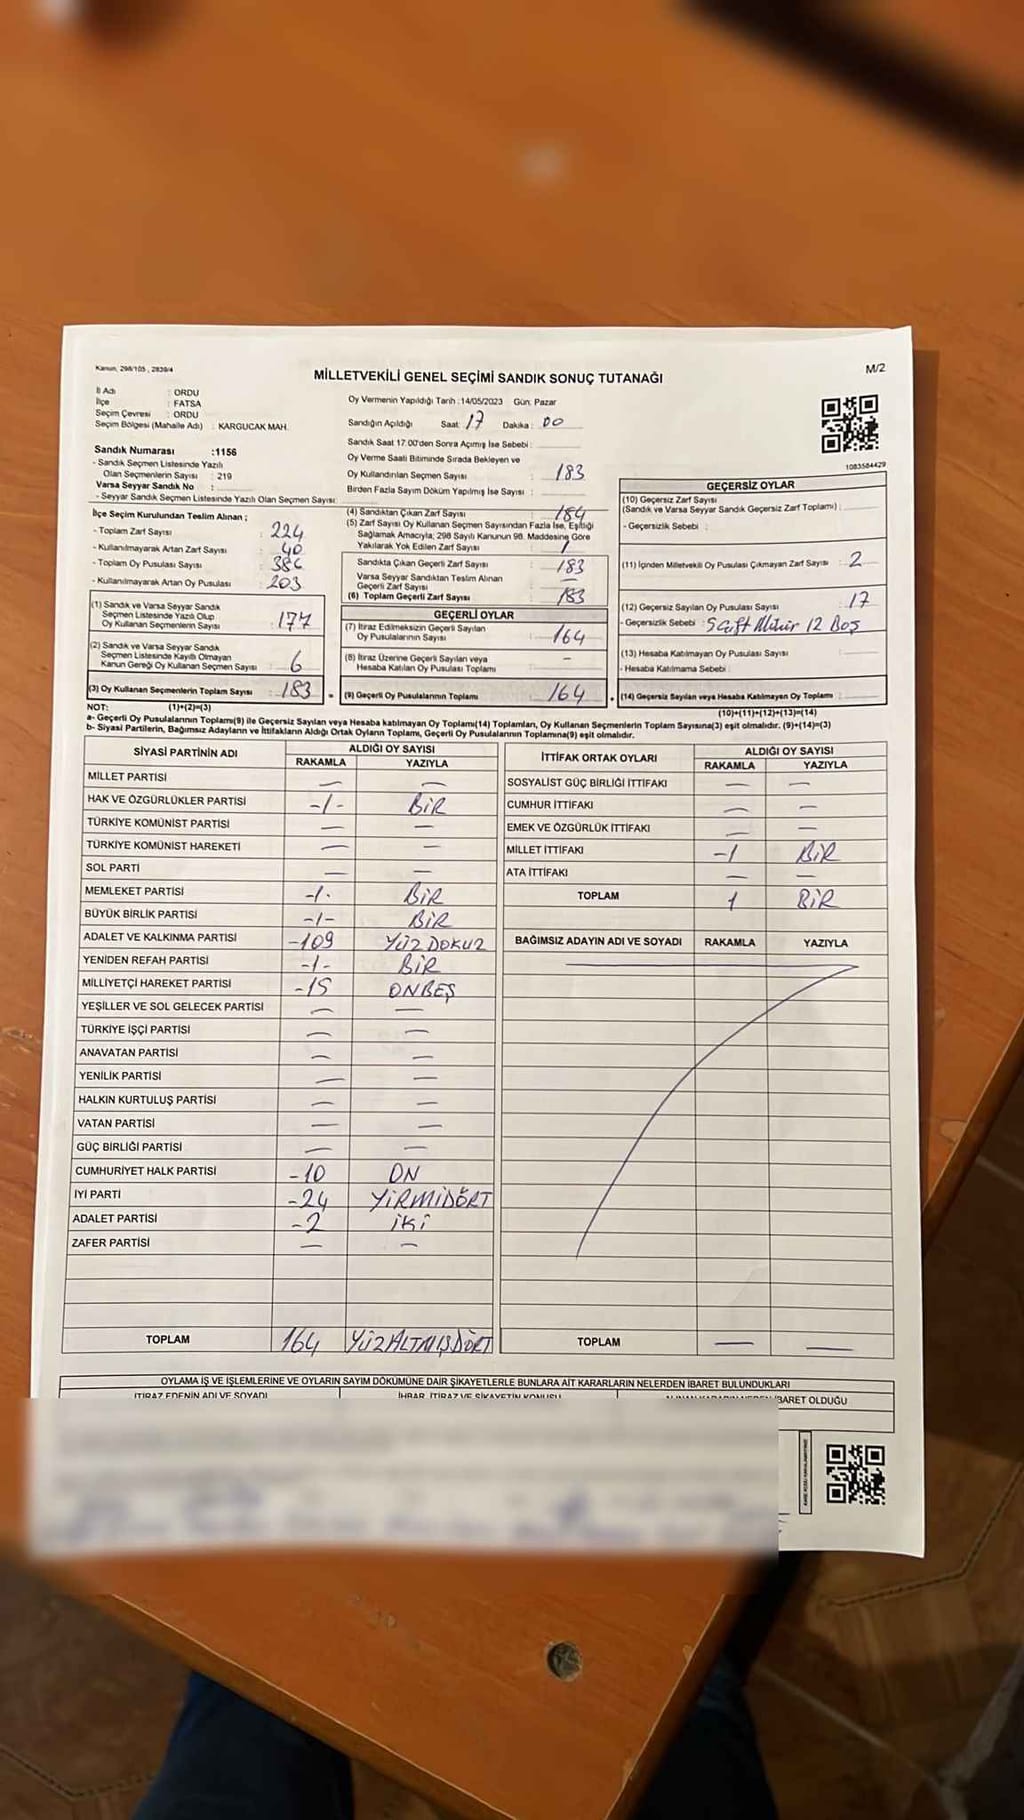 Kanun, 298/105 , 2839/4
MİLLETVEKİLİ GENEL SEÇİMİ SANDIK SONUÇ TUTANAĞI
M/2
İl Adı : ORDU
İlçe : FATSA
Seçim Çevresi : ORDU
Seçim Bölgesi (Mahalle Adı) : KARGUCAK MAH.
Oy Vermenin Yapıldığı Tarih :14/05/2023 Gün: Pazar
Sandığın Açıldığı Saat: 17 Dakika : 00
Sandık Saat 17:00'den Sonra Açımış İse Sebebi :
Oy Verme Saati Bitiminde Sırada Bekleyen ve
Oy Kullandırılan Seçmen Sayısı : 183
Birden Fazla Sayım Döküm Yapılmış İse Sayısı :
1083584429
Sandık Numarası :1156
- Sandık Seçmen Listesinde Yazılı
Olan Seçmenlerin Sayısı : 219
Varsa Seyyar Sandık No :
- Seyyar Sandık Seçmen Listesinde Yazılı Olan Seçmen Sayısı:
İlçe Seçim Kurulundan Teslim Alınan ;
- Toplam Zarf Sayısı : 224
- Kullanılmayarak Artan Zarf Sayısı : 40
- Toplam Oy Pusulası Sayısı :
- Kullanılmayarak Artan Oy Pusulası : 203
(1) Sandık ve Varsa Seyyar Sandık
Seçmen Listesinde Yazılı Olup
Oy Kullanan Seçmenlerin Sayısı : 177
(2) Sandık ve Varsa Seyyar Sandık
Seçmen Listesinde Kayıtlı Olmayan
Kanun Gereği Oy Kullanan Seçmen Sayısı : 6
(3) Oy Kullanan Seçmenlerin Toplam Sayısı : 183
(4) Sandıktan Çıkan Zarf Sayısı : 184
(5) Zarf Sayısı Oy Kullanan Seçmen Sayısından Fazla İse, Eşitliği
Sağlamak Amacıyla; 298 Sayılı Kanunun 98. Maddesine Göre
Yakılarak Yok Edilen Zarf Sayısı : 1
Sandıkta Çıkan Geçerli Zarf Sayısı : 183
Varsa Seyyar Sandıktan Teslim Alınan
Geçerli Zarf Sayısı : —
(6) Toplam Geçerli Zarf Sayısı : 183
GEÇERLİ OYLAR
(7) İtiraz Edilmeksizin Geçerli Sayılan
Oy Pusulalarının Sayısı : 164
(8) İtiraz Üzerine Geçerli Sayılan veya
Hesaba Katılan Oy Pusulası Toplamı : -
(9) Geçerli Oy Pusulalarının Toplamı : 164
GEÇERSİZ OYLAR
(10) Geçersiz Zarf Sayısı
(Sandık ve Varsa Seyyar Sandık Geçersiz Zarf Toplamı) :
- Geçersizlik Sebebi :
(11) İçinden Milletvekili Oy Pusulası Çıkmayan Zarf Sayısı : 2
(12) Geçersiz Sayılan Oy Pusulası Sayısı : 17
- Geçersizlik Sebebi : 5 Çift Mühür 12 Boş
(13) Hesaba Katılmayan Oy Pusulası Sayısı :
- Hesaba Katılmama Sebebi :
(14) Geçersiz Sayılan veya Hesaba Katılmayan Oy Toplamı :
NOT: (1)+(2)=(3)
(10)+(11)+(12)+(13)=(14)
a- Geçerli Oy Pusulalarının Toplamı(9) ile Geçersiz Sayılan veya Hesaba katılmayan Oy Toplamı(14) Toplamları, Oy Kullanan Seçmenlerin Toplam Sayısına(3) eşit olmalıdır. (9)+(14)=(3)
b- Siyasi Partilerin, Bağımsız Adayların ve İttifakların Aldığı Ortak Oyların Toplamı, Geçerli Oy Pusulalarının Toplamına(9) eşit olmalıdır.
SİYASİ PARTİNİN ADI ALDIĞI OY SAYISI
RAKAMLA YAZIYLA
MİLLET PARTİSİ — —
HAK VE ÖZGÜRLÜKLER PARTİSİ -1- BİR
TÜRKİYE KOMÜNİST PARTİSİ — —
TÜRKİYE KOMÜNİST HAREKETİ — —
SOL PARTİ — —
MEMLEKET PARTİSİ -1- BİR
BÜYÜK BİRLİK PARTİSİ -1- BİR
ADALET VE KALKINMA PARTİSİ -109 YÜZ DOKUZ
YENİDEN REFAH PARTİSİ -1- BİR
MİLLİYETÇİ HAREKET PARTİSİ -15 ONBEŞ
YEŞİLLER VE SOL GELECEK PARTİSİ — —
TÜRKİYE İŞÇİ PARTİSİ — —
ANAVATAN PARTİSİ — —
YENİLİK PARTİSİ — —
HALKIN KURTULUŞ PARTİSİ — —
VATAN PARTİSİ — —
GÜÇ BİRLİĞİ PARTİSİ — —
CUMHURİYET HALK PARTİSİ -10 ON
İYİ PARTİ -24 YİRMİDÖRT
ADALET PARTİSİ -2 İKİ
ZAFER PARTİSİ — —
TOPLAM 164 YÜZALTMIŞDÖRT
İTTİFAK ORTAK OYLARI ALDIĞI OY SAYISI
RAKAMLA YAZIYLA
SOSYALİST GÜÇ BİRLİĞİ İTTİFAKI — —
CUMHUR İTTİFAKI — —
EMEK VE ÖZGÜRLÜK İTTİFAKI — —
MİLLET İTTİFAKI -1 BİR
ATA İTTİFAKI — —
TOPLAM 1 BİR
BAĞIMSIZ ADAYIN ADI VE SOYADI RAKAMLA YAZIYLA
TOPLAM — —
OYLAMA İŞ VE İŞLEMLERİNE VE OYLARIN SAYIM DÖKÜMÜNE DAİR ŞİKAYETLERLE BUNLARA AİT KARARLARIN NELERDEN İBARET BULUNDUKLARI
İTİRAZ EDENİN ADI VE SOYADI İHBAR, İTİRAZ VE ŞİKAYETİN KONUSU İBARET OLDUĞU